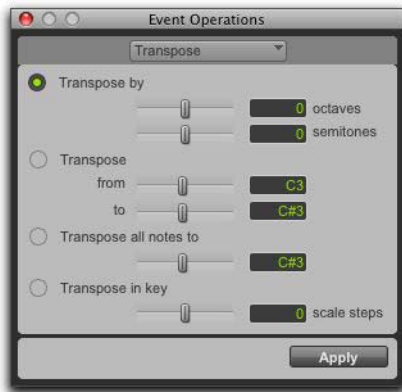 Event Operations
Transpose
Transpose by
0 octaves
0 semitones
Transpose
from C3
to C#3
Transpose all notes to
C#3
Transpose in key
0 scale steps
Apply